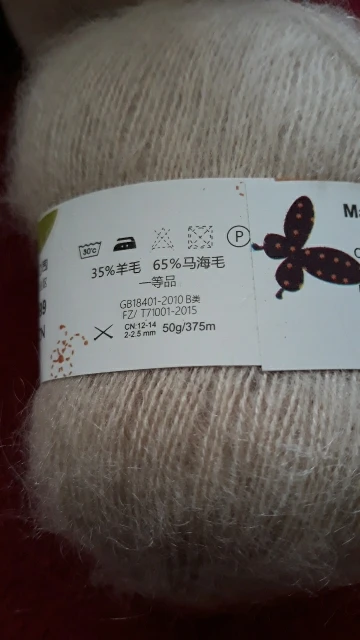 30°C P
35%羊毛 65%马海毛
一等品
GB18401-2010 B类
FZ/ T71001-2015
CN:12-14
2-2.5 mm 50g/375m